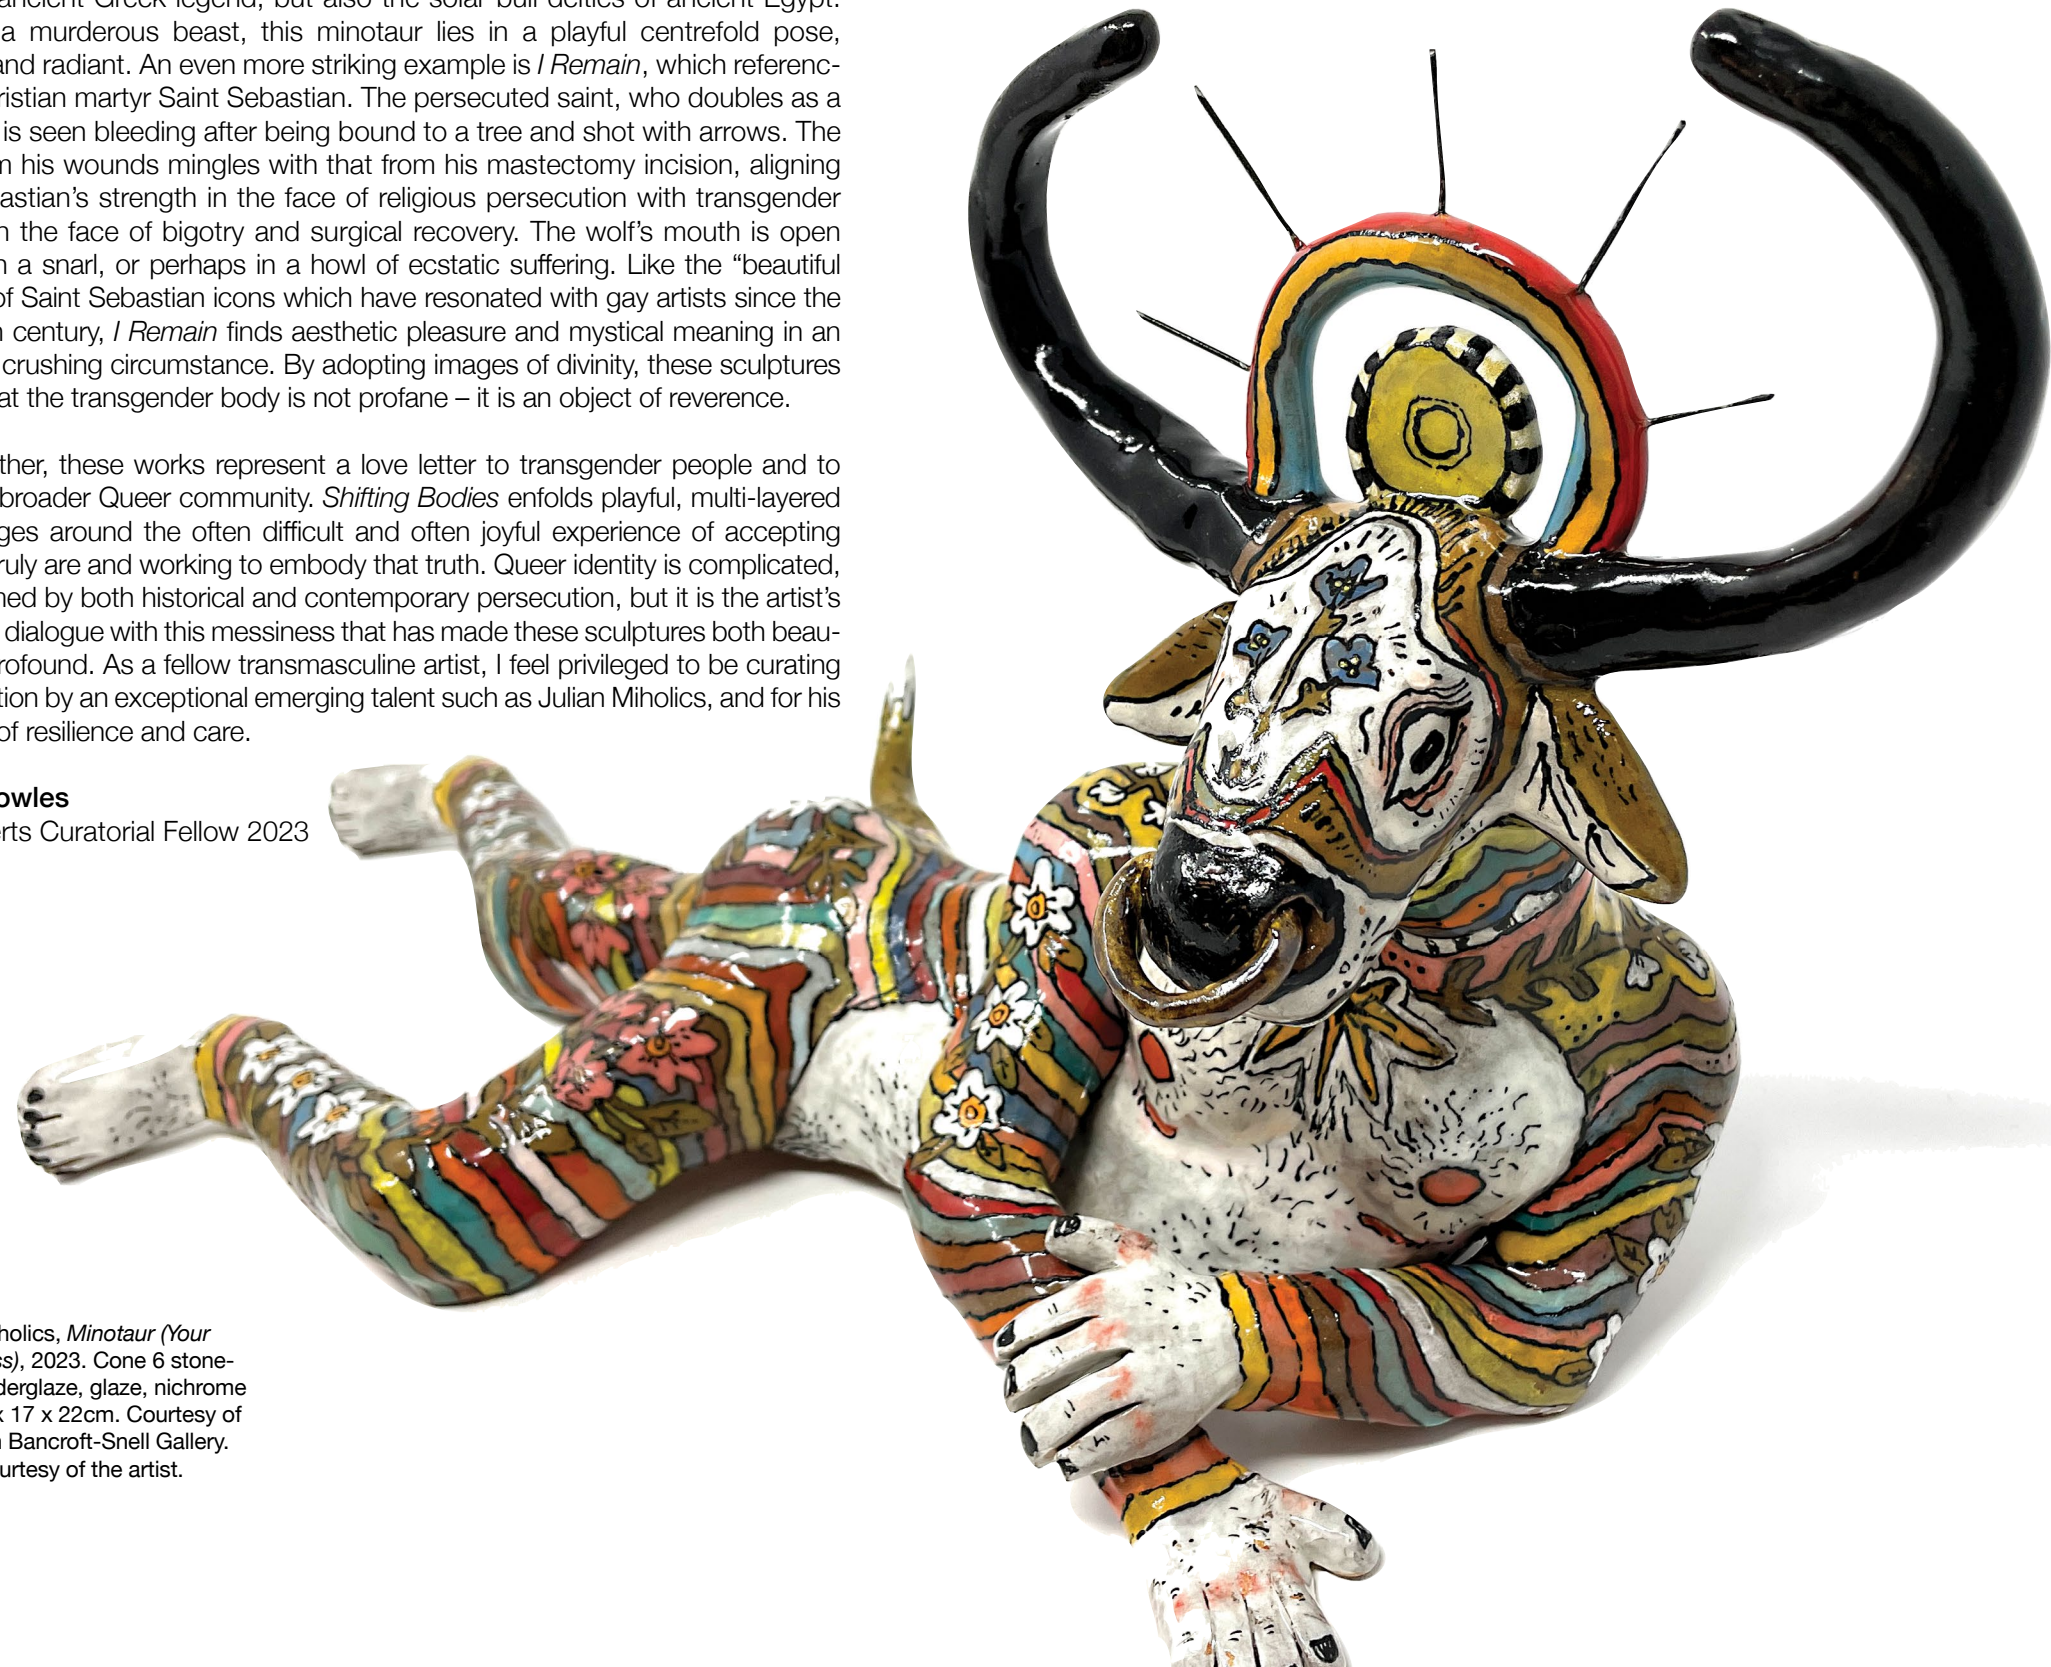 ancient Greek legend, but also the solar bull deities of ancient Egypt.
a murderous beast, this minotaur lies in a playful centrefold pose,
and radiant. An even more striking example is I Remain, which referenc-
ristian martyr Saint Sebastian. The persecuted saint, who doubles as a
is seen bleeding after being bound to a tree and shot with arrows. The
m his wounds mingles with that from his mastectomy incision, aligning
astian’s strength in the face of religious persecution with transgender
n the face of bigotry and surgical recovery. The wolf’s mouth is open
n a snarl, or perhaps in a howl of ecstatic suffering. Like the “beautiful
of Saint Sebastian icons which have resonated with gay artists since the
h century, I Remain finds aesthetic pleasure and mystical meaning in an
crushing circumstance. By adopting images of divinity, these sculptures
at the transgender body is not profane – it is an object of reverence.
ther, these works represent a love letter to transgender people and to
broader Queer community. Shifting Bodies enfolds playful, multi-layered
ges around the often difficult and often joyful experience of accepting
ruly are and working to embody that truth. Queer identity is complicated,
ned by both historical and contemporary persecution, but it is the artist’s
dialogue with this messiness that has made these sculptures both beau-
rofound. As a fellow transmasculine artist, I feel privileged to be curating
tion by an exceptional emerging talent such as Julian Miholics, and for his
of resilience and care.
owles
erts Curatorial Fellow 2023
holics, Minotaur (Your
ss), 2023. Cone 6 stone-
derglaze, glaze, nichrome
x 17 x 22cm. Courtesy of
n Bancroft-Snell Gallery.
urtesy of the artist.